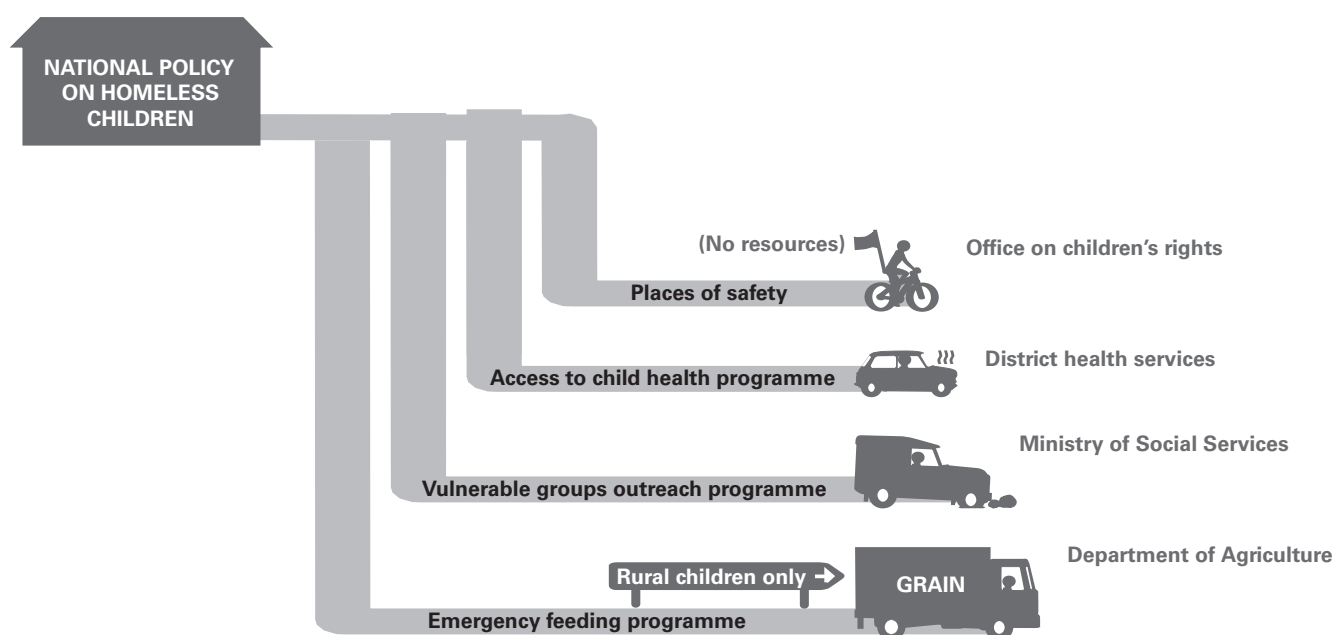 NATIONAL POLICY
ON HOMELESS
CHILDREN
(No resources)
Office on children's rights
Places of safety
District health services
Access to child health programme
Ministry of Social Services
Vulnerable groups outreach programme
Department of Agriculture
Rural children only
GRAIN
Emergency feeding programme